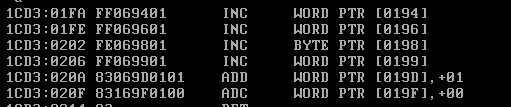 1CD3:01FA FF069401 INC WORD PTR [0194]
1CD3:01FE FF069601 INC WORD PTR [0196]
1CD3:0202 FE069801 INC BYTE PTR [0198]
1CD3:0206 FF069901 INC WORD PTR [0199]
1CD3:020A 83069D0101 ADD WORD PTR [019D],+01
1CD3:020F 83169F0100 ADC WORD PTR [019F],+00